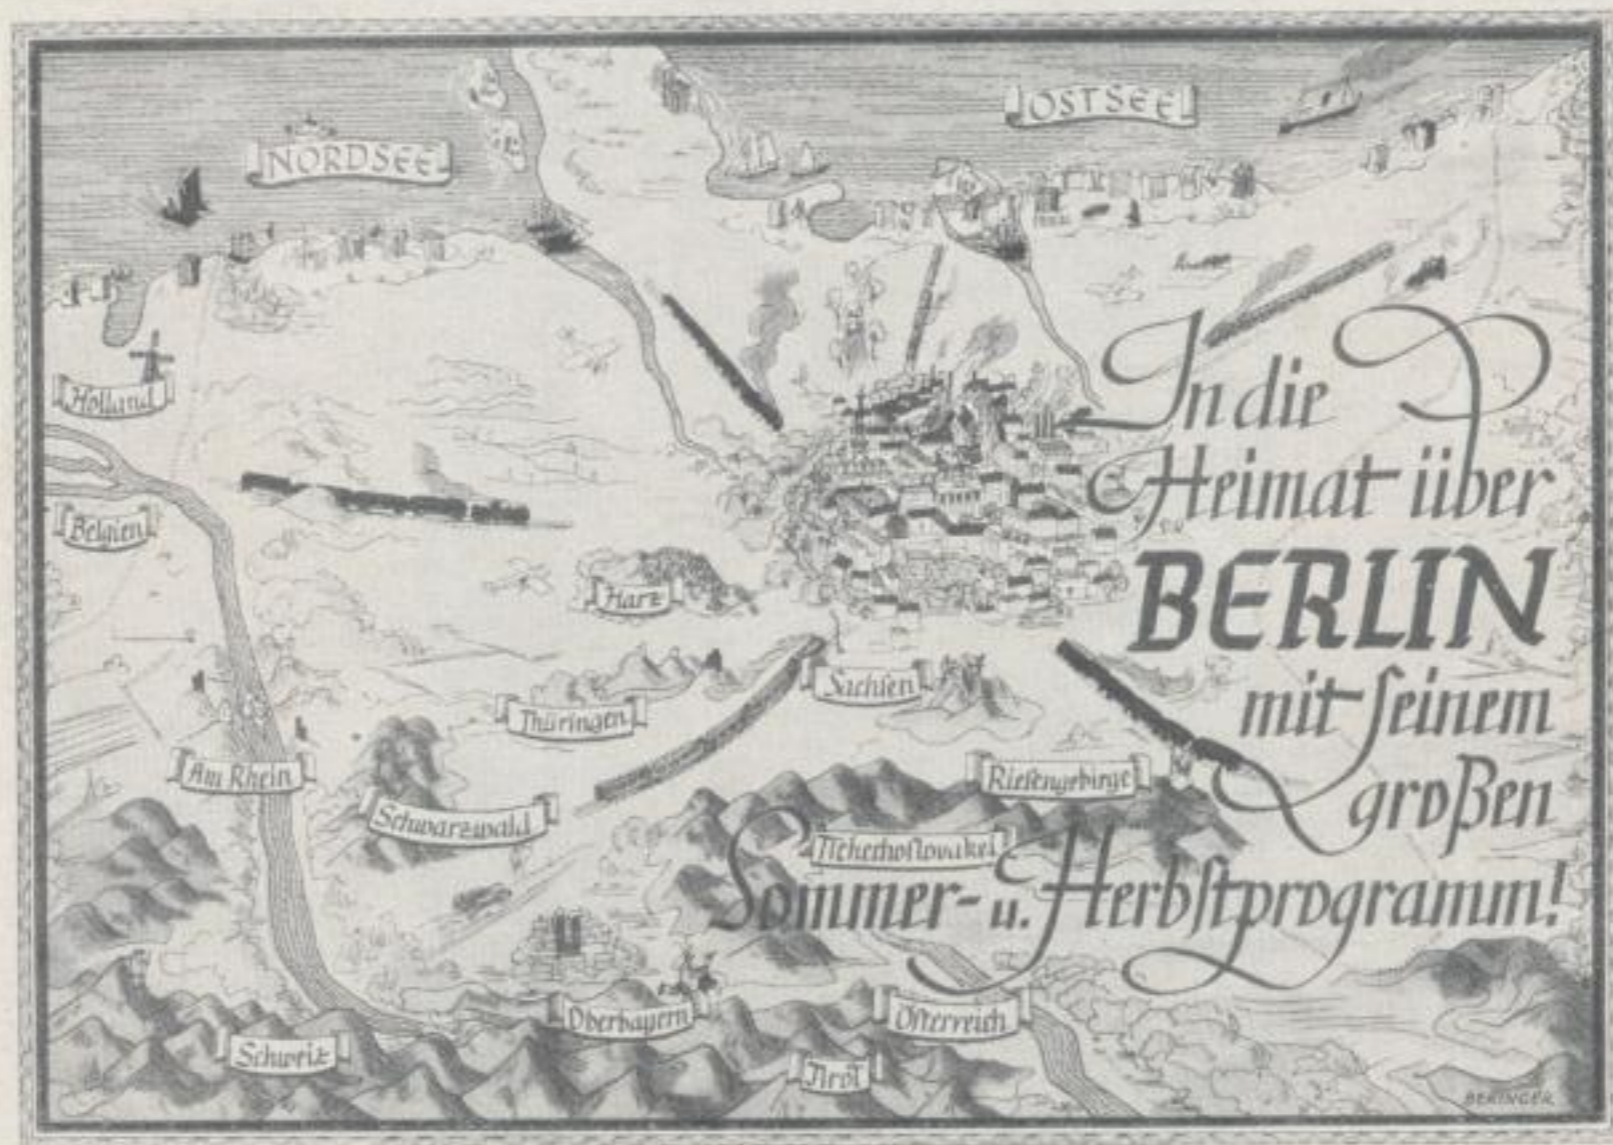 NORDSEE
OSTSEE
Holland
Belgien
Harz
Thüringen
Sachsen
Am Rhein
Schwarzwald
Riesengebirge
Tschechoslovakei
Oberbayern
Österreich
Schweiz
Tirol
In die
Heimat über
BERLIN
mit seinem
großen
Sommer- u. Herbstprogramm!
BERINGER